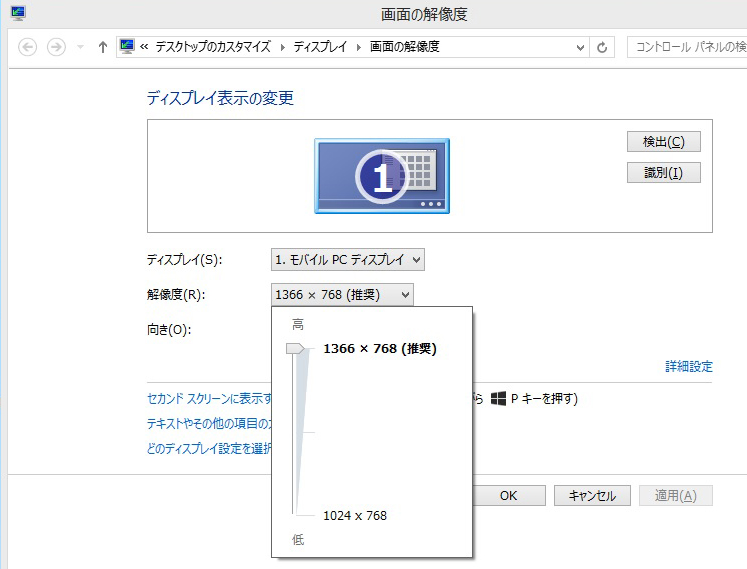 画面の解像度
« デスクトップのカスタマイズ ▸ ディスプレイ ▸ 画面の解像度
コントロール パネルの検
ディスプレイ表示の変更
1
検出(C)
識別(I)
ディスプレイ(S): 1. モバイル PC ディスプレイ
解像度(R): 1366 × 768 (推奨)
向き(O):
高
1366 × 768 (推奨)
1024 x 768
低
詳細設定
セカンド スクリーンに表示す
P キーを押す)
テキストやその他の項目の
どのディスプレイ設定を選択
OK キャンセル 適用(A)